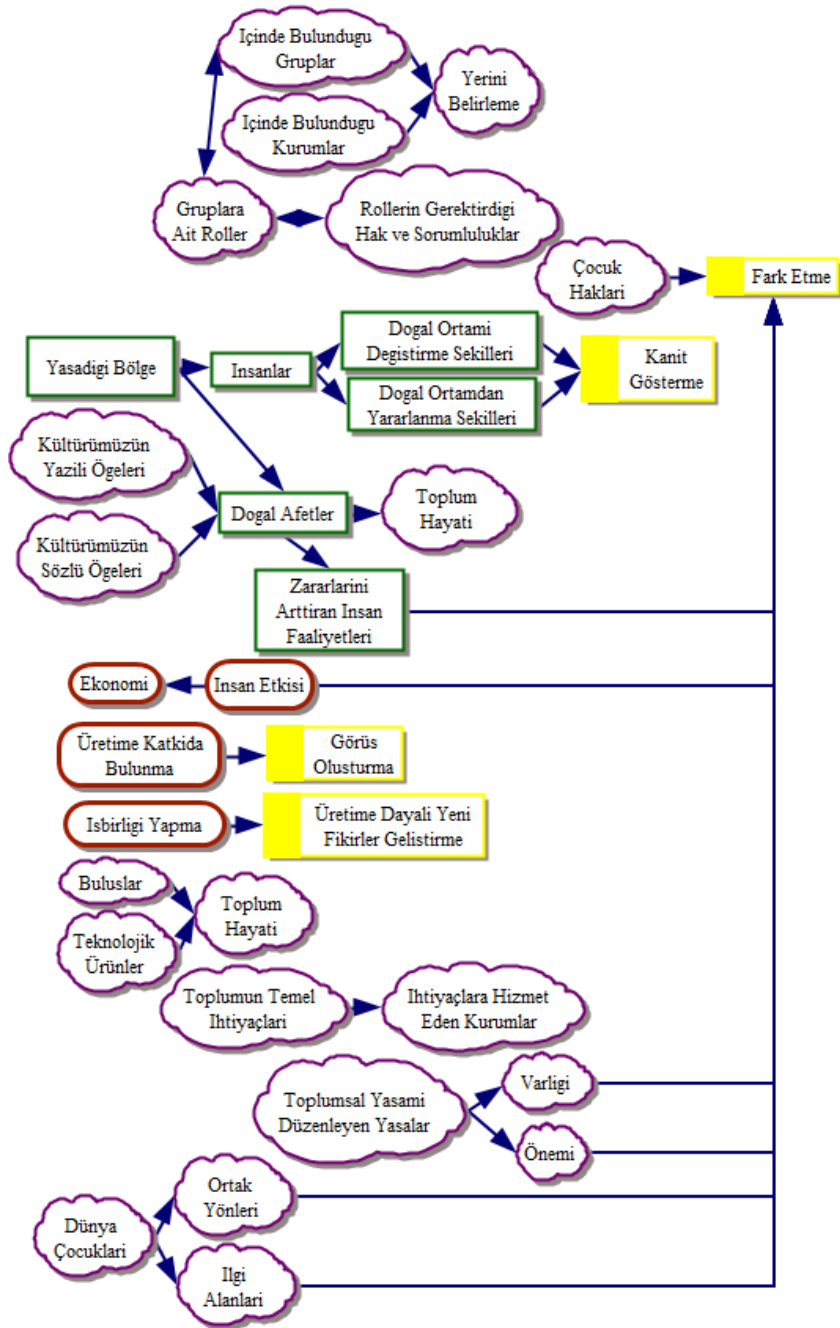 Içinde Bulundugu
Gruplar
Yerini
Belirleme
Içinde Bulundugu
Kurumlar
Gruplara
Ait Roller
Rollerin Gerektirdigi
Hak ve Sorumluluklar
Çocuk
Haklari
Fark Etme
Yasadigi Bölge
Insanlar
Dogal Ortami
Degistirme Sekilleri
Dogal Ortamdan
Yararlanma Sekilleri
Kanit
Gösterme
Kültürümüzün
Yazili Ögeleri
Kültürümüzün
Sözlü Ögeleri
Dogal Afetler
Toplum
Hayati
Zararlarini
Arttiran Insan
Faaliyetleri
Ekonomi
Insan Etkisi
Üretime Katkida
Bulunma
Görüs
Olusturma
Isbirligi Yapma
Üretime Dayali Yeni
Fikirler Gelistirme
Buluslar
Teknolojik
Ürünler
Toplum
Hayati
Toplumun Temel
Ihtiyaçlari
Ihtiyaçlara Hizmet
Eden Kurumlar
Toplumsal Yasami
Düzenleyen Yasalar
Varligi
Önemi
Dünya
Çocuklari
Ortak
Yönleri
Ilgi
Alanlari